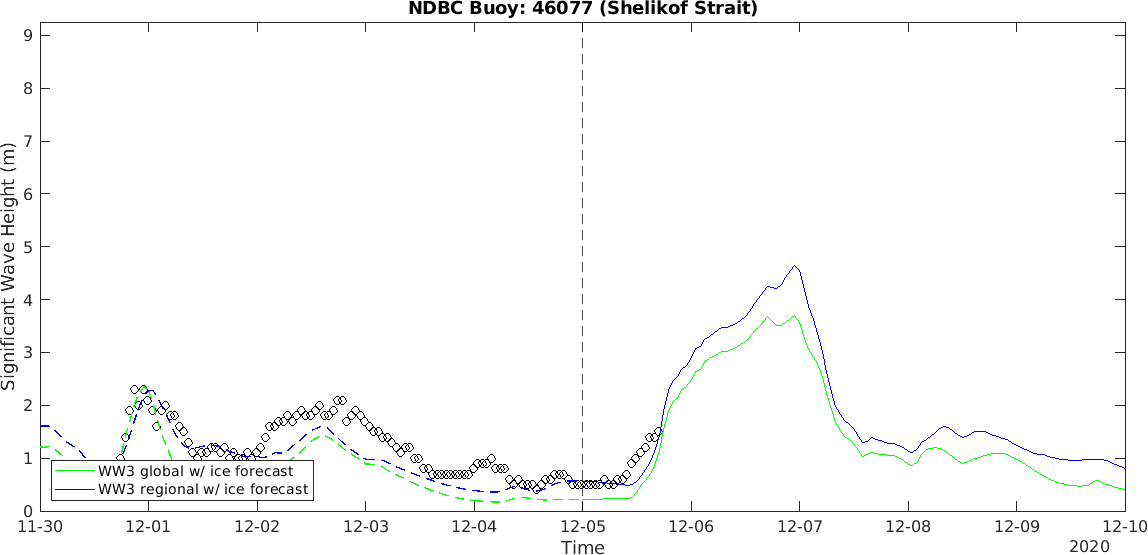 NDBC Buoy: 46077 (Shelikof Strait)
Significant Wave Height (m)
9
8
7
6
5
4
3
2
1
0
WW3 global w/ ice forecast
WW3 regional w/ ice forecast
11-30 12-01 12-02 12-03 12-04 12-05 12-06 12-07 12-08 12-09 12-10
Time
2020